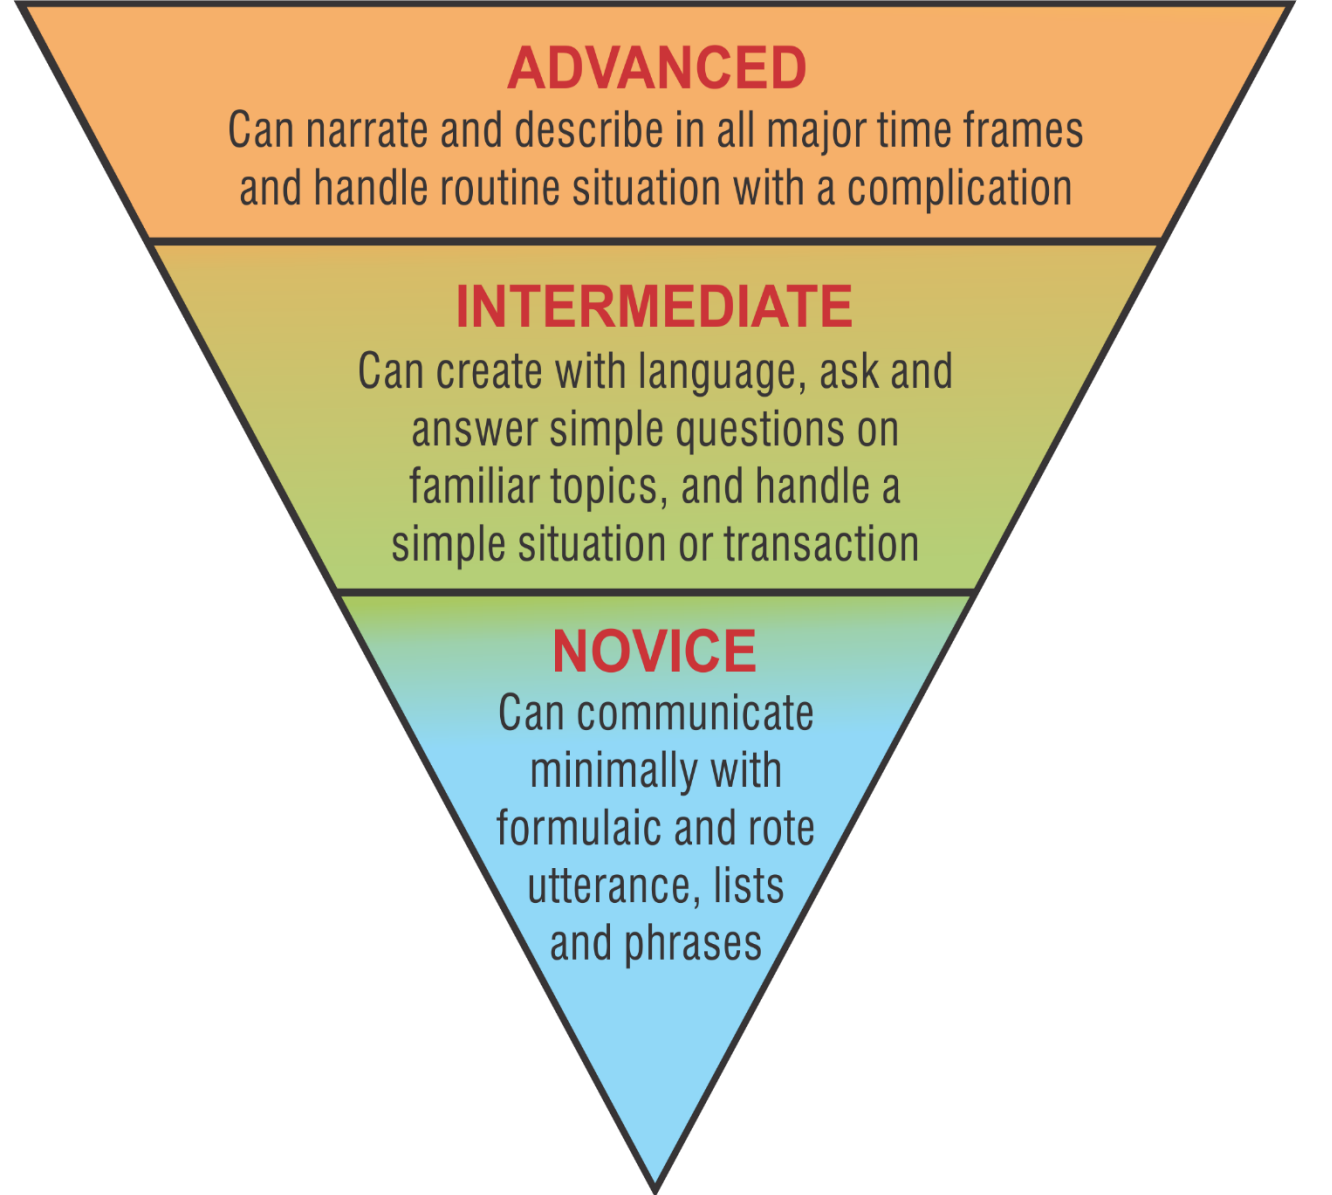 ADVANCED
Can narrate and describe in all major time frames
and handle routine situation with a complication
INTERMEDIATE
Can create with language, ask and
answer simple questions on
familiar topics, and handle a
simple situation or transaction
NOVICE
Can communicate
minimally with
formulaic and rote
utterance, lists
and phrases